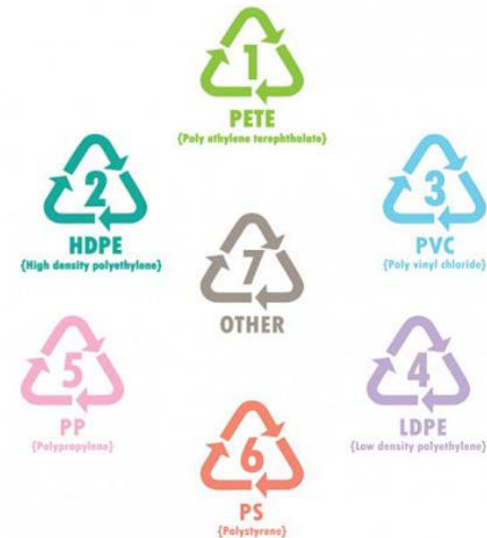 1
PETE
{Poly ethylene terephthalate}
2
HDPE
{High density polyethylene}
3
PVC
{Poly vinyl chloride}
7
OTHER
5
PP
{Polypropylene}
4
LDPE
{Low density polyethylene}
6
PS
{Polystyrene}